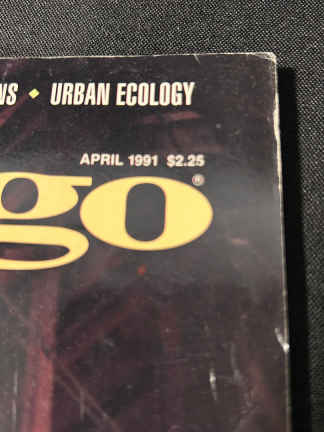 WS ◆ URBAN ECOLOGY
APRIL 1991 $2.25
go®